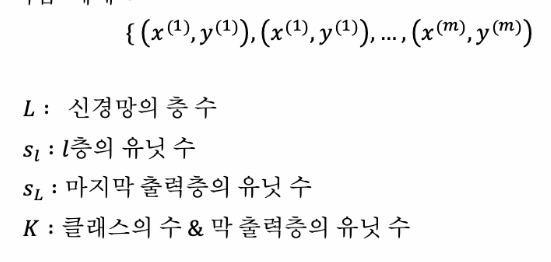 { (x^(1), y^(1)), (x^(1), y^(1)), … , (x^(m), y^(m))
L : 신경망의 층 수
s_l : l층의 유닛 수
s_L : 마지막 출력층의 유닛 수
K : 클래스의 수 & 막 출력층의 유닛 수